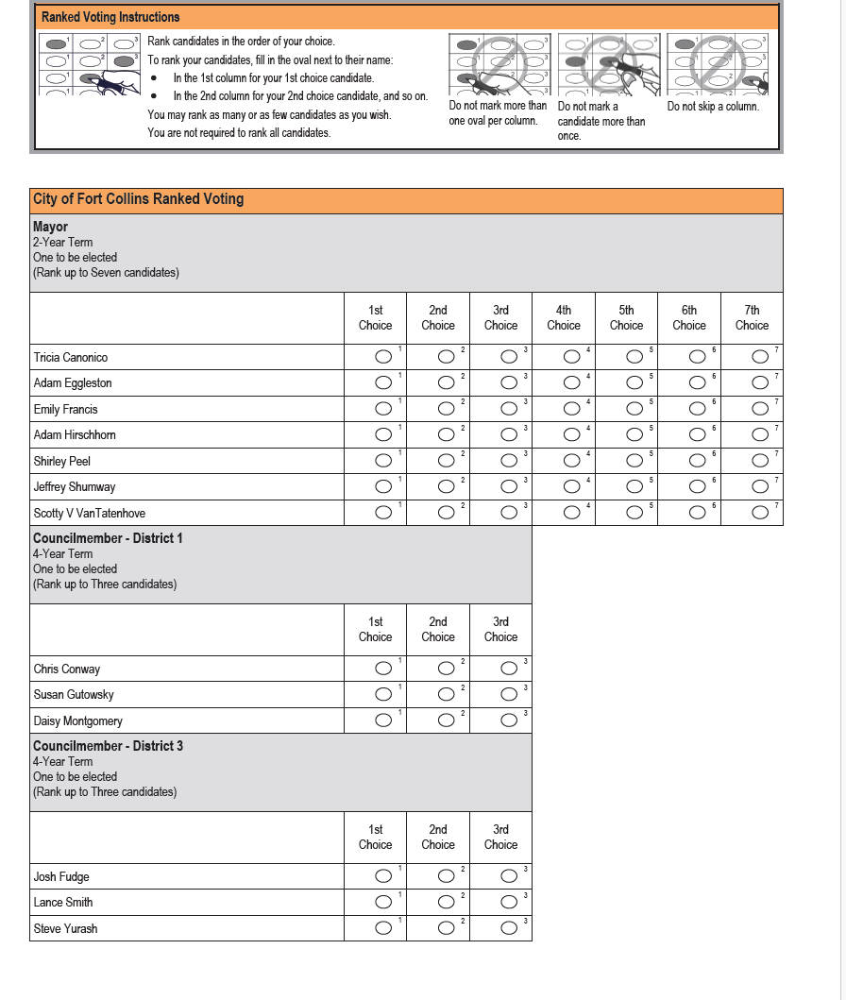 Ranked Voting Instructions
Rank candidates in the order of your choice.
To rank your candidates, fill in the oval next to their name:
• In the 1st column for your 1st choice candidate.
• In the 2nd column for your 2nd choice candidate, and so on.
You may rank as many or as few candidates as you wish.
You are not required to rank all candidates.
Do not mark more than
one oval per column.
Do not mark a
candidate more than
once.
Do not skip a column.
City of Fort Collins Ranked Voting
Mayor
2-Year Term
One to be elected
(Rank up to Seven candidates)
1st Choice 2nd Choice 3rd Choice 4th Choice 5th Choice 6th Choice 7th Choice
Tricia Canonico 1 2 3 4 5 6 7
Adam Eggleston 1 2 3 4 5 6 7
Emily Francis 1 2 3 4 5 6 7
Adam Hirschhorn 1 2 3 4 5 6 7
Shirley Peel 1 2 3 4 5 6 7
Jeffrey Shumway 1 2 3 4 5 6 7
Scotty V VanTatenhove 1 2 3 4 5 6 7
Councilmember - District 1
4-Year Term
One to be elected
(Rank up to Three candidates)
1st Choice 2nd Choice 3rd Choice
Chris Conway 1 2 3
Susan Gutowsky 1 2 3
Daisy Montgomery 1 2 3
Councilmember - District 3
4-Year Term
One to be elected
(Rank up to Three candidates)
1st Choice 2nd Choice 3rd Choice
Josh Fudge 1 2 3
Lance Smith 1 2 3
Steve Yurash 1 2 3